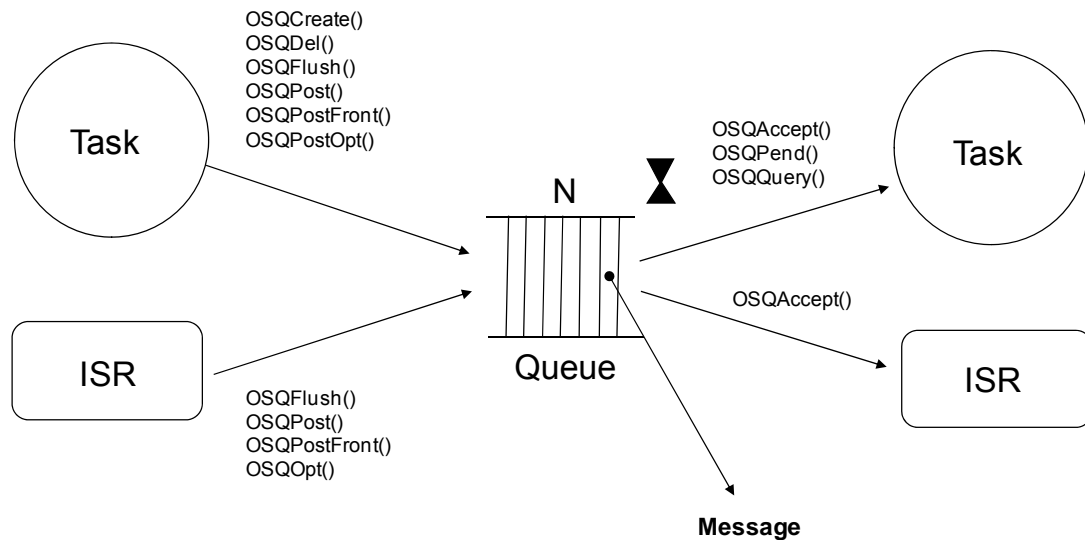 OSQCreate()
OSQDel()
OSQFlush()
OSQPost()
OSQPostFront()
OSQPostOpt()
Task
OSQAccept()
OSQPend()
OSQQuery()
Task
N
Queue
ISR
OSQFlush()
OSQPost()
OSQPostFront()
OSQOpt()
OSQAccept()
ISR
Message